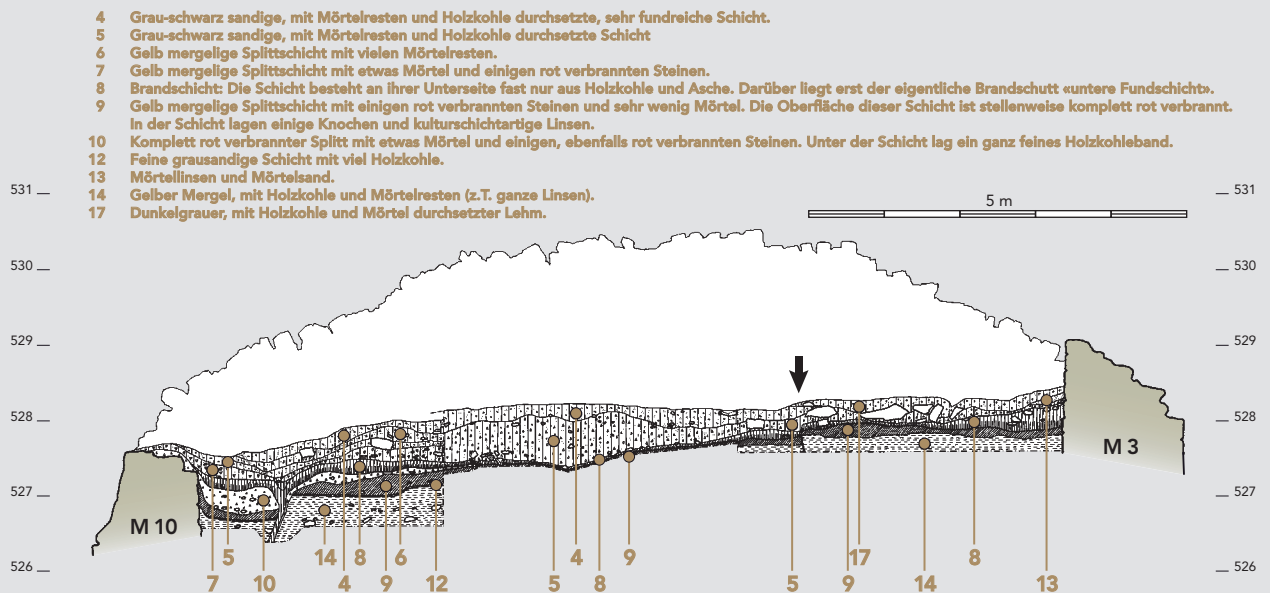 4 Grau-schwarz sandige, mit Mörtelresten und Holzkohle durchsetzte, sehr fundreiche Schicht.
5 Grau-schwarz sandige, mit Mörtelresten und Holzkohle durchsetzte Schicht
6 Gelb mergelige Splittschicht mit vielen Mörtelresten.
7 Gelb mergelige Splittschicht mit etwas Mörtel und einigen rot verbrannten Steinen.
8 Brandschicht: Die Schicht besteht an ihrer Unterseite fast nur aus Holzkohle und Asche. Darüber liegt erst der eigentliche Brandschutt «untere Fundschicht».
9 Gelb mergelige Splittschicht mit einigen rot verbrannten Steinen und sehr wenig Mörtel. Die Oberfläche dieser Schicht ist stellenweise komplett rot verbrannt.
In der Schicht lagen einige Knochen und kulturschichtartige Linsen.
10 Komplett rot verbrannter Splitt mit etwas Mörtel und einigen, ebenfalls rot verbrannten Steinen. Unter der Schicht lag ein ganz feines Holzkohleband.
12 Feine grausandige Schicht mit viel Holzkohle.
13 Mörtellinsen und Mörtelsand.
14 Gelber Mergel, mit Holzkohle und Mörtelresten (z.T. ganze Linsen).
17 Dunkelgrauer, mit Holzkohle und Mörtel durchsetzter Lehm.
531 531
5 m
530 530
529 529
528 528
M 3
527 527
M 10
5 14 8 6 4 9 17 8
526 526
7 10 4 9 12 5 8 5 9 14 13